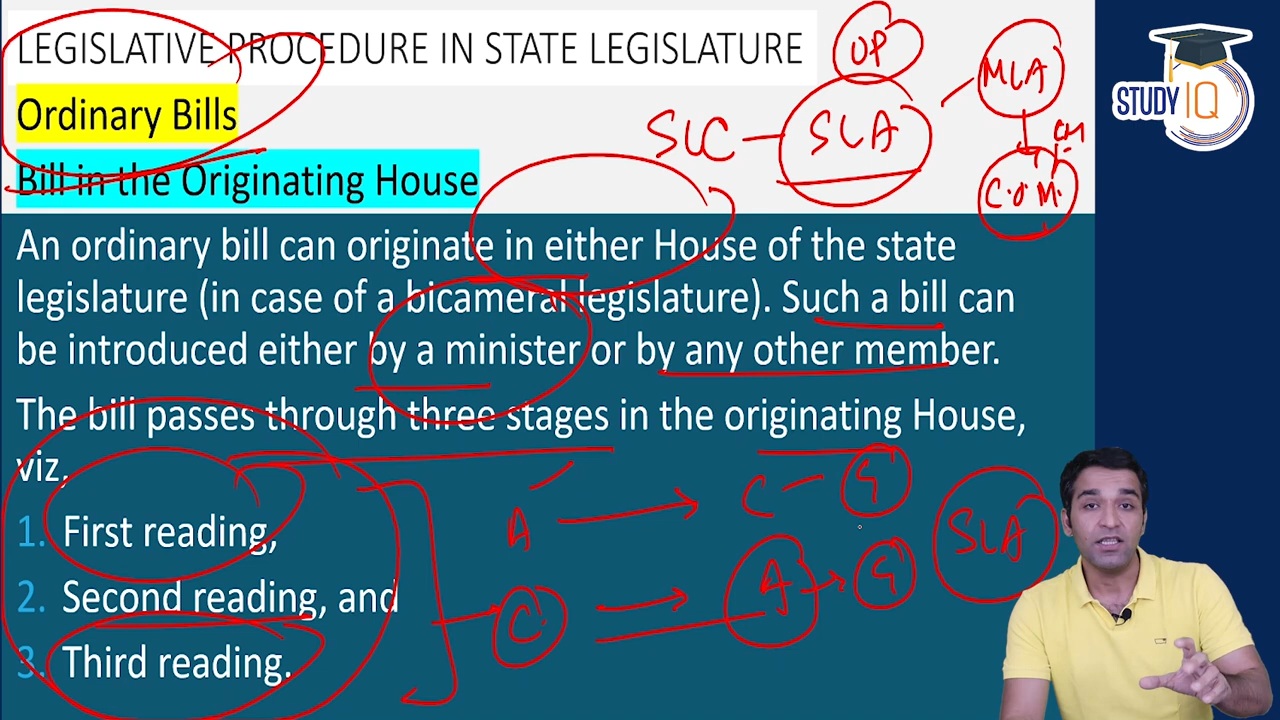 LEGISLATIVE PROCEDURE IN STATE LEGISLATURE
Ordinary Bills
Bill in the Originating House
UP
SLC - SLA - MLA
CM
C.O.M.
STUDY IQ
An ordinary bill can originate in either House of the state
legislature (in case of a bicameral legislature). Such a bill can
be introduced either by a minister or by any other member.
The bill passes through three stages in the originating House,
viz,
1. First reading,
2. Second reading, and
3. Third reading.
A → C - G
C → A → G
SLA